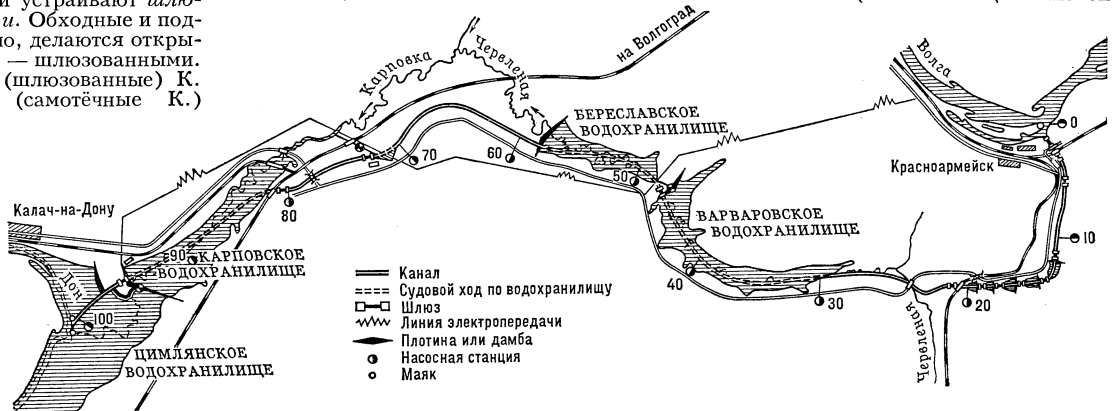 и устраивают шлю-
и. Обходные и под-
о, делаются откры-
— шлюзованными.
(шлюзованные) К.
(самотёчные К.)
Карповка
Червленая
на Волгоград
Волга
0
БЕРЕСЛАВСКОЕ
ВОДОХРАНИЛИЩЕ
70
60
50
Красноармейск
80
Калач-на-Дону
ВАРВАРОВСКОЕ
ВОДОХРАНИЛИЩЕ
10
90
КАРПОВСКОЕ
ВОДОХРАНИЛИЩЕ
Дон
40
30
20
100
Червленая
ЦИМЛЯНСКОЕ
ВОДОХРАНИЛИЩЕ
Канал
Судовой ход по водохранилищу
Шлюз
Линия электропередачи
Плотина или дамба
Насосная станция
Маяк